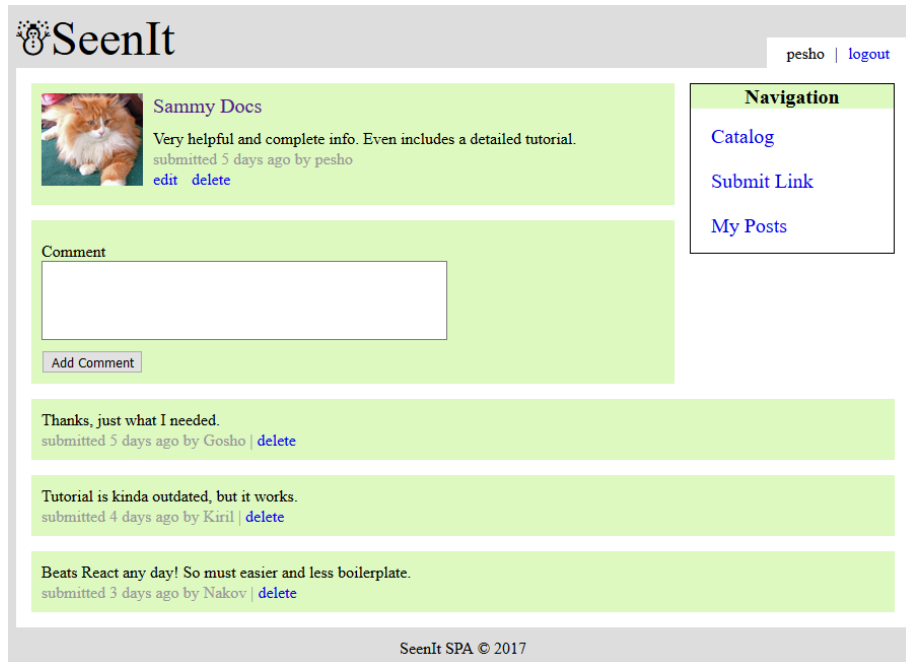 ☃SeenIt
pesho | logout
Sammy Docs
Very helpful and complete info. Even includes a detailed tutorial.
submitted 5 days ago by pesho
edit delete
Navigation
Catalog
Submit Link
My Posts
Comment
Add Comment
Thanks, just what I needed.
submitted 5 days ago by Gosho | delete
Tutorial is kinda outdated, but it works.
submitted 4 days ago by Kiril | delete
Beats React any day! So must easier and less boilerplate.
submitted 3 days ago by Nakov | delete
SeenIt SPA © 2017